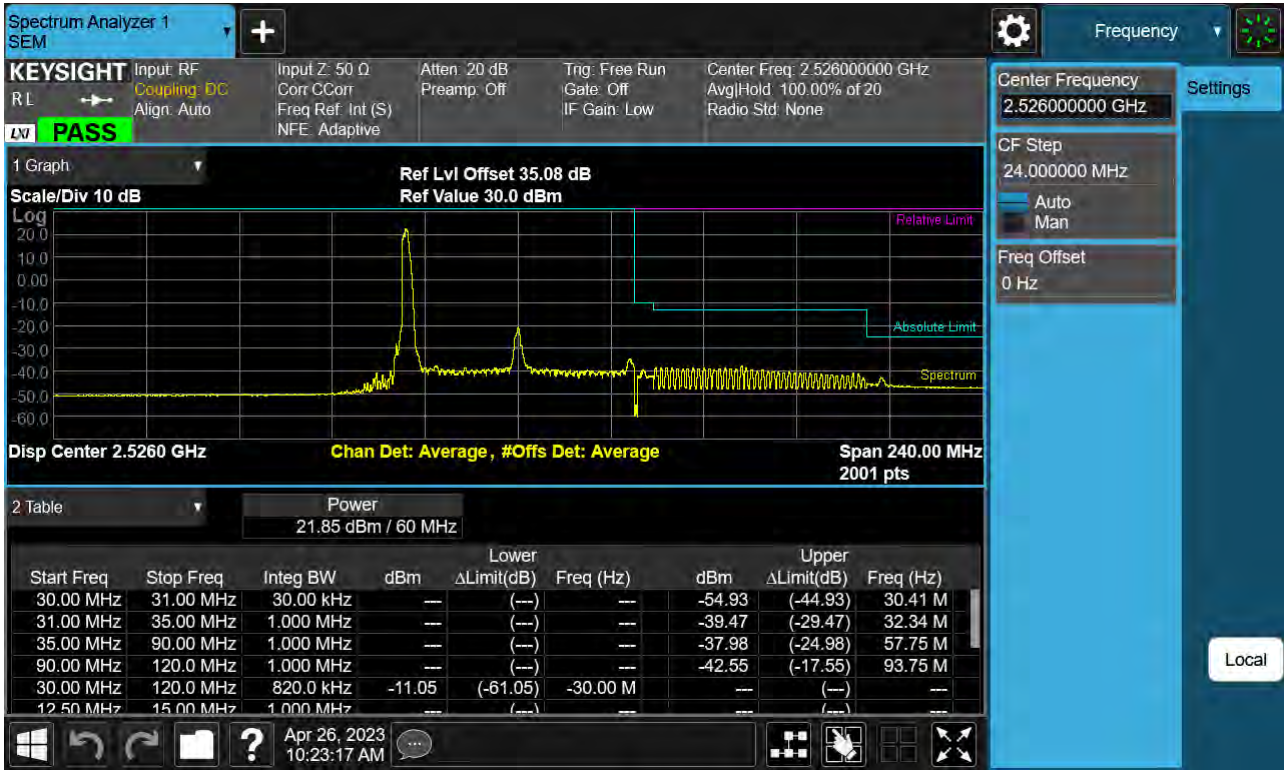 Spectrum Analyzer 1
SEM
+
Frequency
KEYSIGHT
RL
LXI PASS
Input: RF
Coupling: DC
Align: Auto
Input Z: 50 Ω
Corr CCorr
Freq Ref: Int (S)
NFE: Adaptive
Atten: 20 dB
Preamp: Off
Trig: Free Run
Gate: Off
IF Gain: Low
Center Freq: 2.526000000 GHz
Avg|Hold: 100.00% of 20
Radio Std: None
Center Frequency
2.526000000 GHz
Settings
CF Step
24.000000 MHz
Auto
Man
Freq Offset
0 Hz
1 Graph
Scale/Div 10 dB
Ref Lvl Offset 35.08 dB
Ref Value 30.0 dBm
Log
20.0
10.0
0.00
-10.0
-20.0
-30.0
-40.0
-50.0
-60.0
Relative Limit
Absolute Limit
Spectrum
Disp Center 2.5260 GHz
Chan Det: Average , #Offs Det: Average
Span 240.00 MHz
2001 pts
2 Table
Power
21.85 dBm / 60 MHz
Lower Upper
Start Freq Stop Freq Integ BW dBm ΔLimit(dB) Freq (Hz) dBm ΔLimit(dB) Freq (Hz)
30.00 MHz 31.00 MHz 30.00 kHz --- (---) --- -54.93 (-44.93) 30.41 M
31.00 MHz 35.00 MHz 1.000 MHz --- (---) --- -39.47 (-29.47) 32.34 M
35.00 MHz 90.00 MHz 1.000 MHz --- (---) --- -37.98 (-24.98) 57.75 M
90.00 MHz 120.0 MHz 1.000 MHz --- (---) --- -42.55 (-17.55) 93.75 M
30.00 MHz 120.0 MHz 820.0 kHz -11.05 (-61.05) -30.00 M --- (---) ---
12.50 MHz 15.00 MHz 1.000 MHz --- (---) --- --- (---) ---
Local
?
Apr 26, 2023
10:23:17 AM